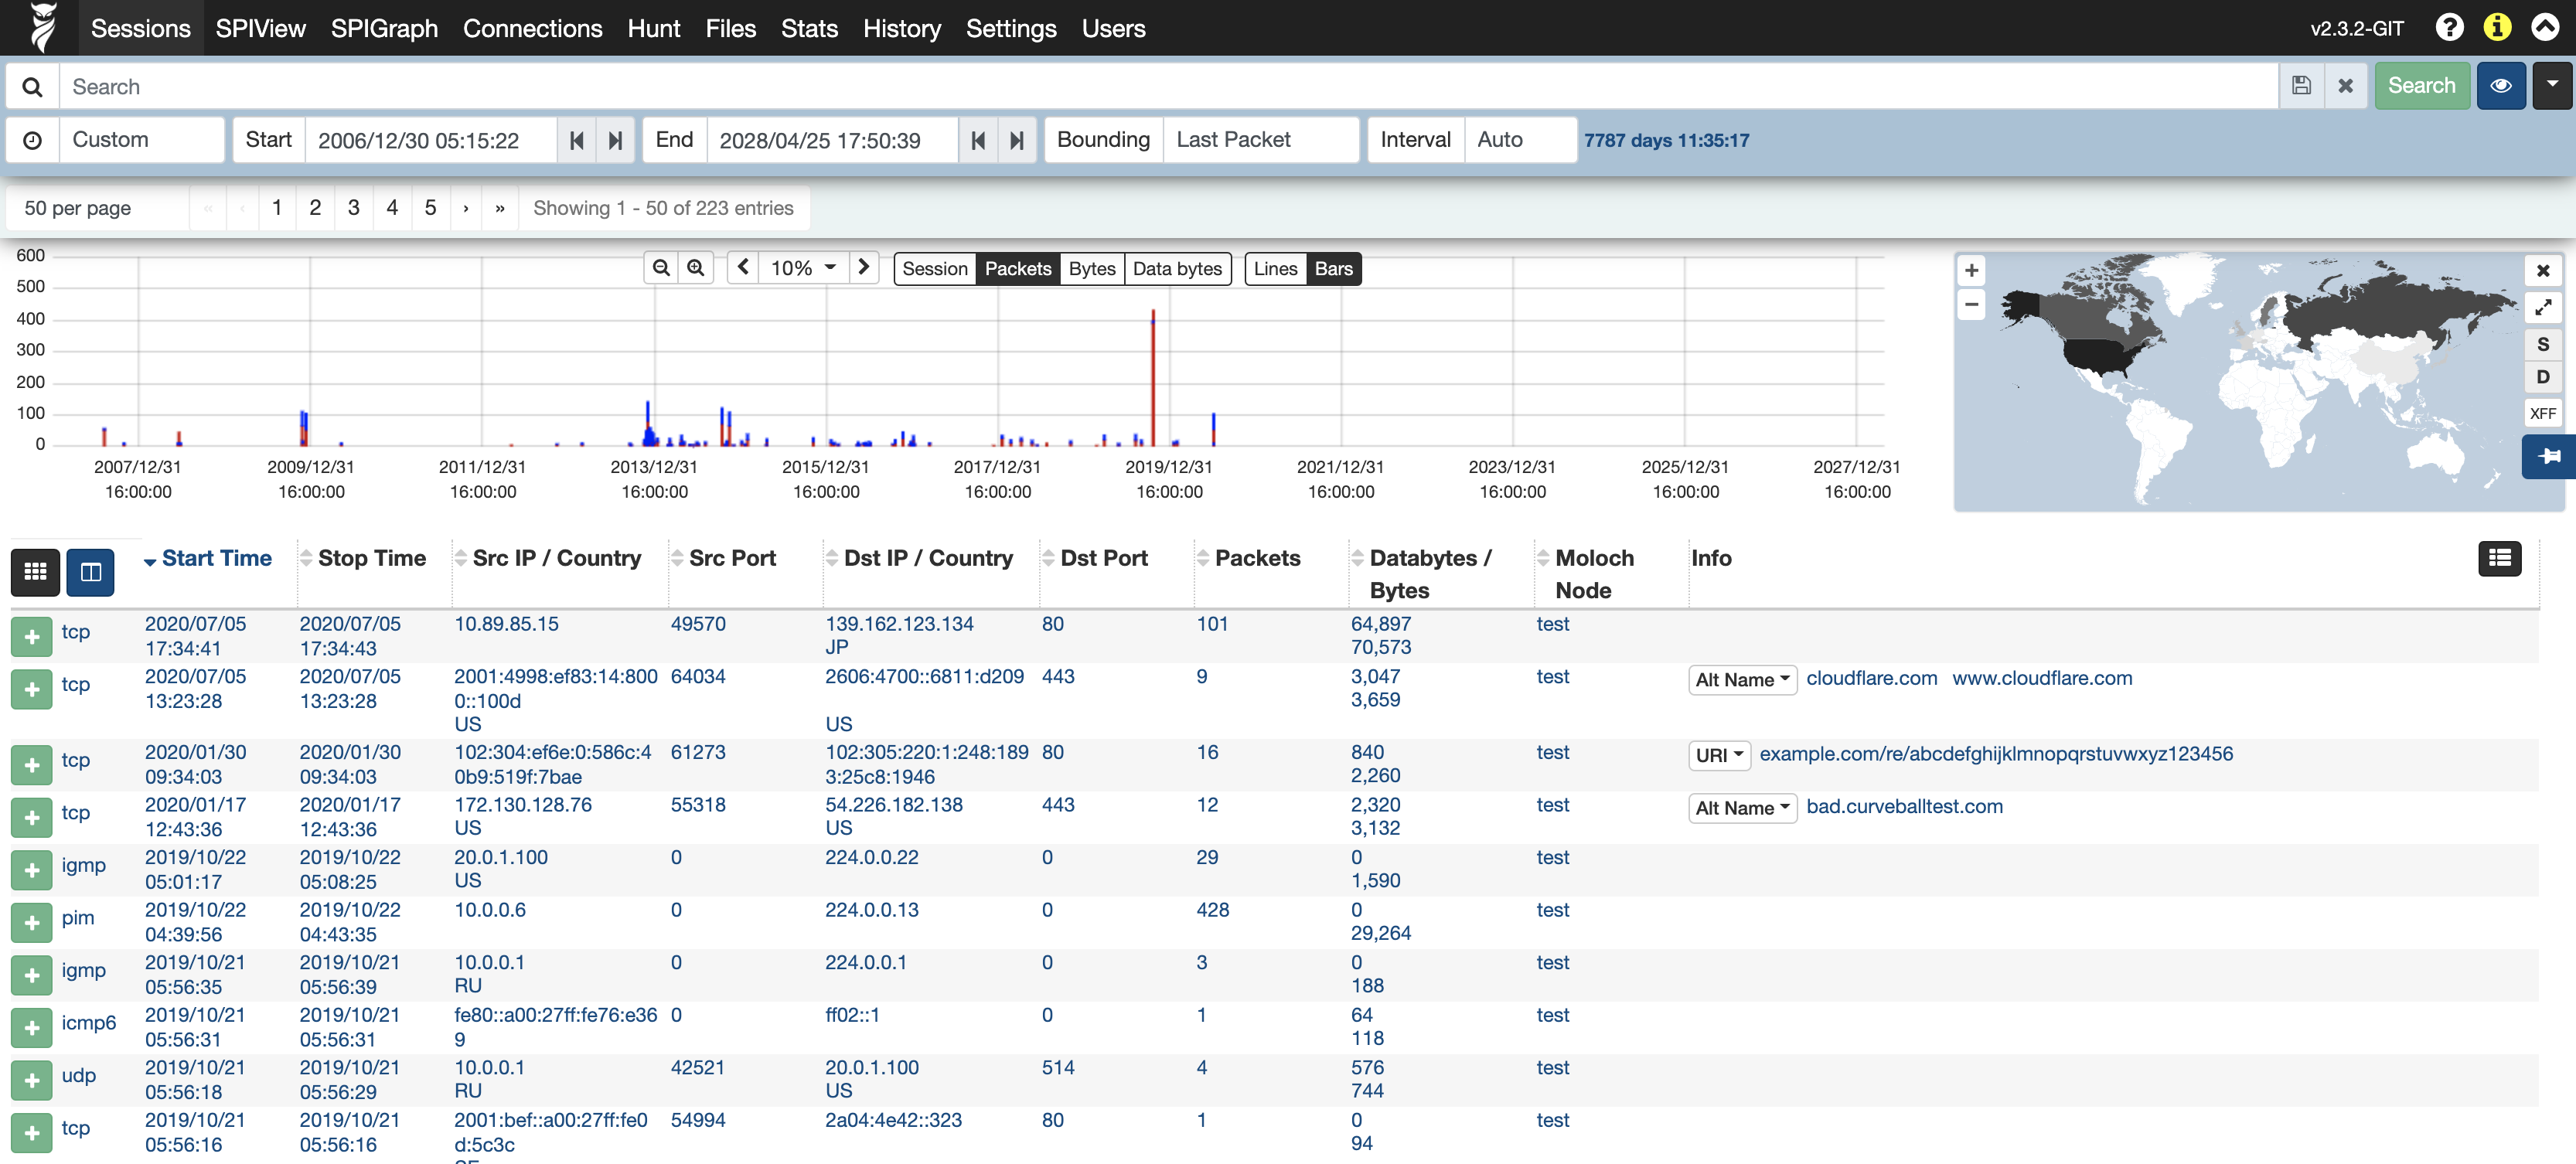 Sessions SPIView SPIGraph Connections Hunt Files Stats History Settings Users v2.3.2-GIT
Search Search
Custom Start 2006/12/30 05:15:22 End 2028/04/25 17:50:39 Bounding Last Packet Interval Auto 7787 days 11:35:17
50 per page « ‹ 1 2 3 4 5 › » Showing 1 - 50 of 223 entries
10% Session Packets Bytes Data bytes Lines Bars
600
500
400
300
200
100
0
2007/12/31 2009/12/31 2011/12/31 2013/12/31 2015/12/31 2017/12/31 2019/12/31 2021/12/31 2023/12/31 2025/12/31 2027/12/31
16:00:00 16:00:00 16:00:00 16:00:00 16:00:00 16:00:00 16:00:00 16:00:00 16:00:00 16:00:00 16:00:00
+
−
S
D
XFF
Start Time Stop Time Src IP / Country Src Port Dst IP / Country Dst Port Packets Databytes / Moloch Info
Bytes Node
tcp 2020/07/05 2020/07/05 10.89.85.15 49570 139.162.123.134 80 101 64,897 test
17:34:41 17:34:43 JP 70,573
tcp 2020/07/05 2020/07/05 2001:4998:ef83:14:800 64034 2606:4700::6811:d209 443 9 3,047 test Alt Name cloudflare.com www.cloudflare.com
13:23:28 13:23:28 0::100d 3,659
US US
tcp 2020/01/30 2020/01/30 102:304:ef6e:0:586c:4 61273 102:305:220:1:248:189 80 16 840 test URI example.com/re/abcdefghijklmnopqrstuvwxyz123456
09:34:03 09:34:03 0b9:519f:7bae 3:25c8:1946 2,260
tcp 2020/01/17 2020/01/17 172.130.128.76 55318 54.226.182.138 443 12 2,320 test Alt Name bad.curveballtest.com
12:43:36 12:43:36 US US 3,132
igmp 2019/10/22 2019/10/22 20.0.1.100 0 224.0.0.22 0 29 0 test
05:01:17 05:08:25 US 1,590
pim 2019/10/22 2019/10/22 10.0.0.6 0 224.0.0.13 0 428 0 test
04:39:56 04:43:35 29,264
igmp 2019/10/21 2019/10/21 10.0.0.1 0 224.0.0.1 0 3 0 test
05:56:35 05:56:39 RU 188
icmp6 2019/10/21 2019/10/21 fe80::a00:27ff:fe76:e36 0 ff02::1 0 1 64 test
05:56:31 05:56:31 9 118
udp 2019/10/21 2019/10/21 10.0.0.1 42521 20.0.1.100 514 4 576 test
05:56:18 05:56:29 RU US 744
tcp 2019/10/21 2019/10/21 2001:bef::a00:27ff:fe0 54994 2a04:4e42::323 80 1 0 test
05:56:16 05:56:16 d:5c3c 94